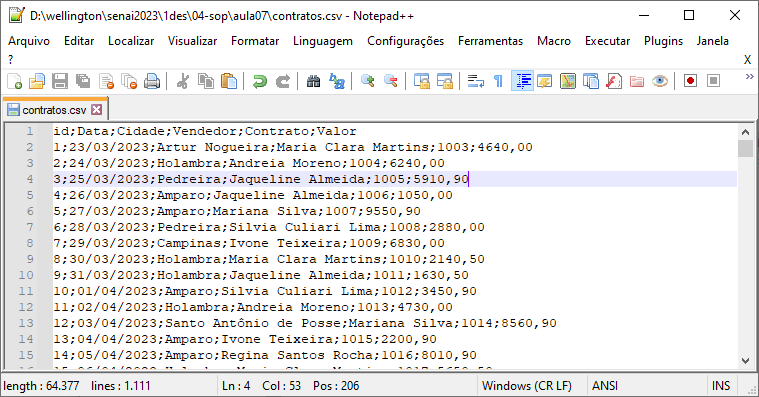 D:\wellington\senai2023\1des\04-sop\aula07\contratos.csv - Notepad++
Arquivo Editar Localizar Visualizar Formatar Linguagem Configurações Ferramentas Macro Executar Plugins Janela
? X
contratos.csv
1 id;Data;Cidade;Vendedor;Contrato;Valor
2 1;23/03/2023;Artur Nogueira;Maria Clara Martins;1003;4640,00
3 2;24/03/2023;Holambra;Andreia Moreno;1004;6240,00
4 3;25/03/2023;Pedreira;Jaqueline Almeida;1005;5910,90
5 4;26/03/2023;Amparo;Jaqueline Almeida;1006;1050,00
6 5;27/03/2023;Amparo;Mariana Silva;1007;9550,90
7 6;28/03/2023;Pedreira;Silvia Culiari Lima;1008;2880,00
8 7;29/03/2023;Campinas;Ivone Teixeira;1009;6830,00
9 8;30/03/2023;Holambra;Maria Clara Martins;1010;2140,50
10 9;31/03/2023;Holambra;Jaqueline Almeida;1011;1630,50
11 10;01/04/2023;Amparo;Silvia Culiari Lima;1012;3450,90
12 11;02/04/2023;Holambra;Andreia Moreno;1013;4730,00
13 12;03/04/2023;Santo Antônio de Posse;Mariana Silva;1014;8560,90
14 13;04/04/2023;Amparo;Ivone Teixeira;1015;2200,90
15 14;05/04/2023;Amparo;Regina Santos Rocha;1016;8010,90
16 15;06/04/2023;Holambra;Maria Clara Martins;1017;5650,50
length : 64.377 lines : 1.111 Ln : 4 Col : 53 Pos : 206 Windows (CR LF) ANSI INS